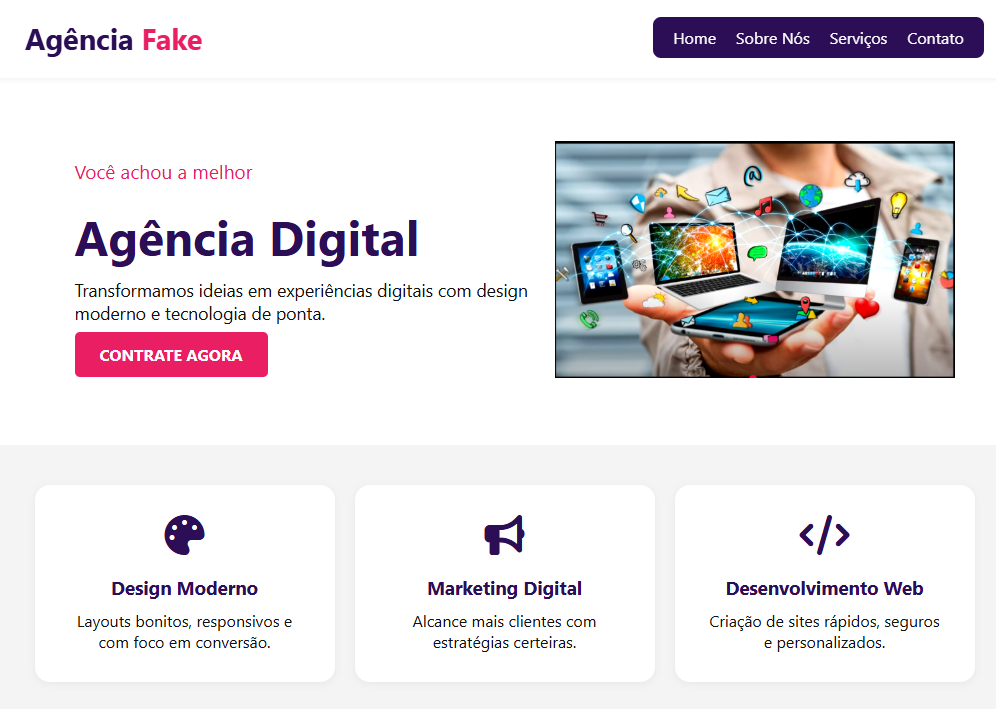 Agência Fake
Home Sobre Nós Serviços Contato
Você achou a melhor
Agência Digital
Transformamos ideias em experiências digitais com design
moderno e tecnologia de ponta.
CONTRATE AGORA
Design Moderno
Layouts bonitos, responsivos e
com foco em conversão.
Marketing Digital
Alcance mais clientes com
estratégias certeiras.
Desenvolvimento Web
Criação de sites rápidos, seguros
e personalizados.